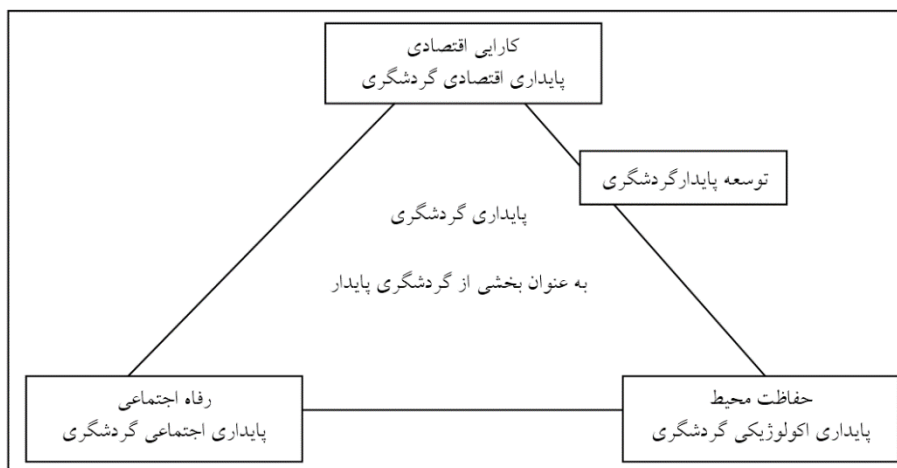 کارایی اقتصادی
پایداری اقتصادی گردشگری
توسعه پایدارگردشگری
پایداری گردشگری
به عنوان بخشی از گردشگری پایدار
رفاه اجتماعی
پایداری اجتماعی گردشگری
حفاظت محیط
پایداری اکولوژیکی گردشگری